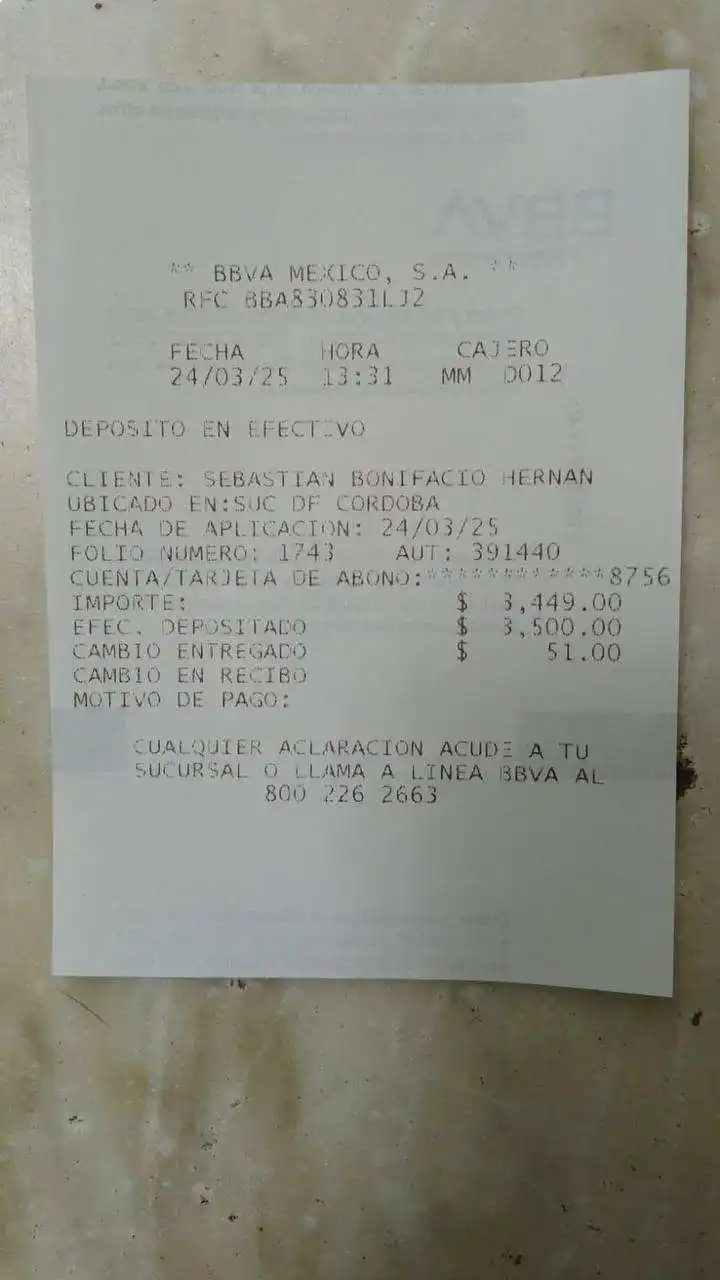 ** BBVA MEXICO, S.A. **
RFC BBA830831LJ2
FECHA HORA CAJERO
24/03/25 13:31 MM 0012
DEPOSITO EN EFECTIVO
CLIENTE: SEBASTIAN BONIFACIO HERNAN
UBICADO EN:SUC DF CORDOBA
FECHA DE APLICACION: 24/03/25
FOLIO NUMERO: 1743 AUT: 391440
CUENTA/TARJETA DE ABONO:************8756
IMPORTE: $ 3,449.00
EFEC. DEPOSITADO $ 3,500.00
CAMBIO ENTREGADO $ 51.00
CAMBIO EN RECIBO
MOTIVO DE PAGO:
CUALQUIER ACLARACION ACUDE A TU
SUCURSAL O LLAMA A LINEA BBVA AL
800 226 2663